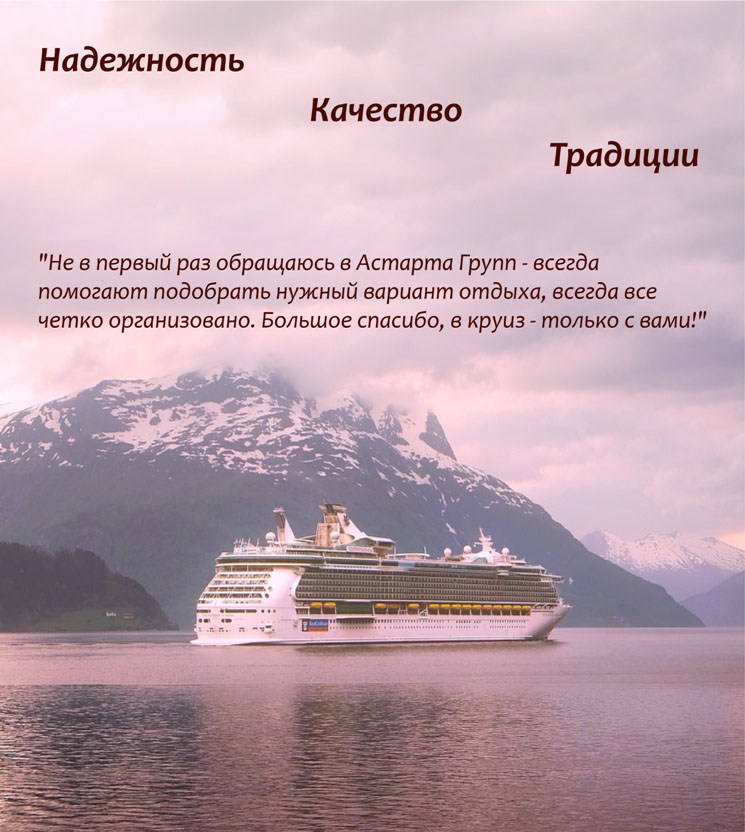 Надежность
Качество
Традиции
"Не в первый раз обращаюсь в Астарта Групп - всегда
помогают подобрать нужный вариант отдыха, всегда все
четко организовано. Большое спасибо, в круиз - только с вами!"